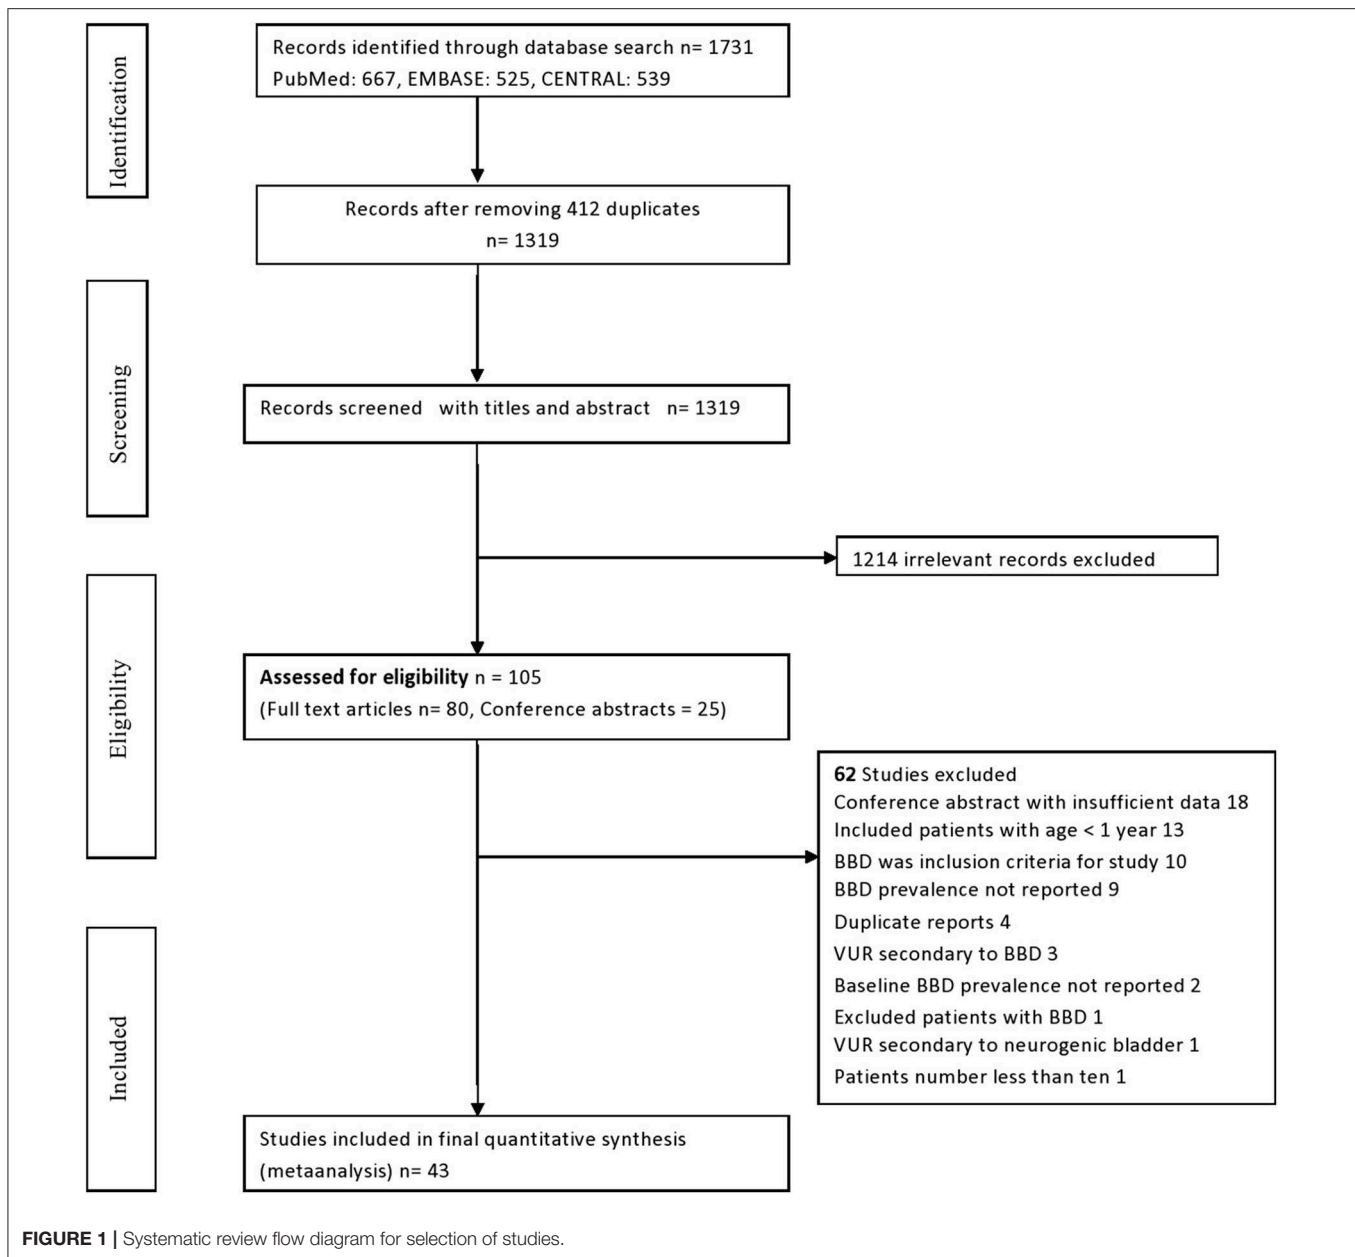 Identification
Records identified through database search n= 1731
PubMed: 667, EMBASE: 525, CENTRAL: 539
Records after removing 412 duplicates
n= 1319
Screening
Records screened with titles and abstract n= 1319
1214 irrelevant records excluded
Eligibility
Assessed for eligibility n = 105
(Full text articles n= 80, Conference abstracts = 25)
62 Studies excluded
Conference abstract with insufficient data 18
Included patients with age < 1 year 13
BBD was inclusion criteria for study 10
BBD prevalence not reported 9
Duplicate reports 4
VUR secondary to BBD 3
Baseline BBD prevalence not reported 2
Excluded patients with BBD 1
VUR secondary to neurogenic bladder 1
Patients number less than ten 1
Included
Studies included in final quantitative synthesis
(metaanalysis) n= 43
FIGURE 1 | Systematic review flow diagram for selection of studies.